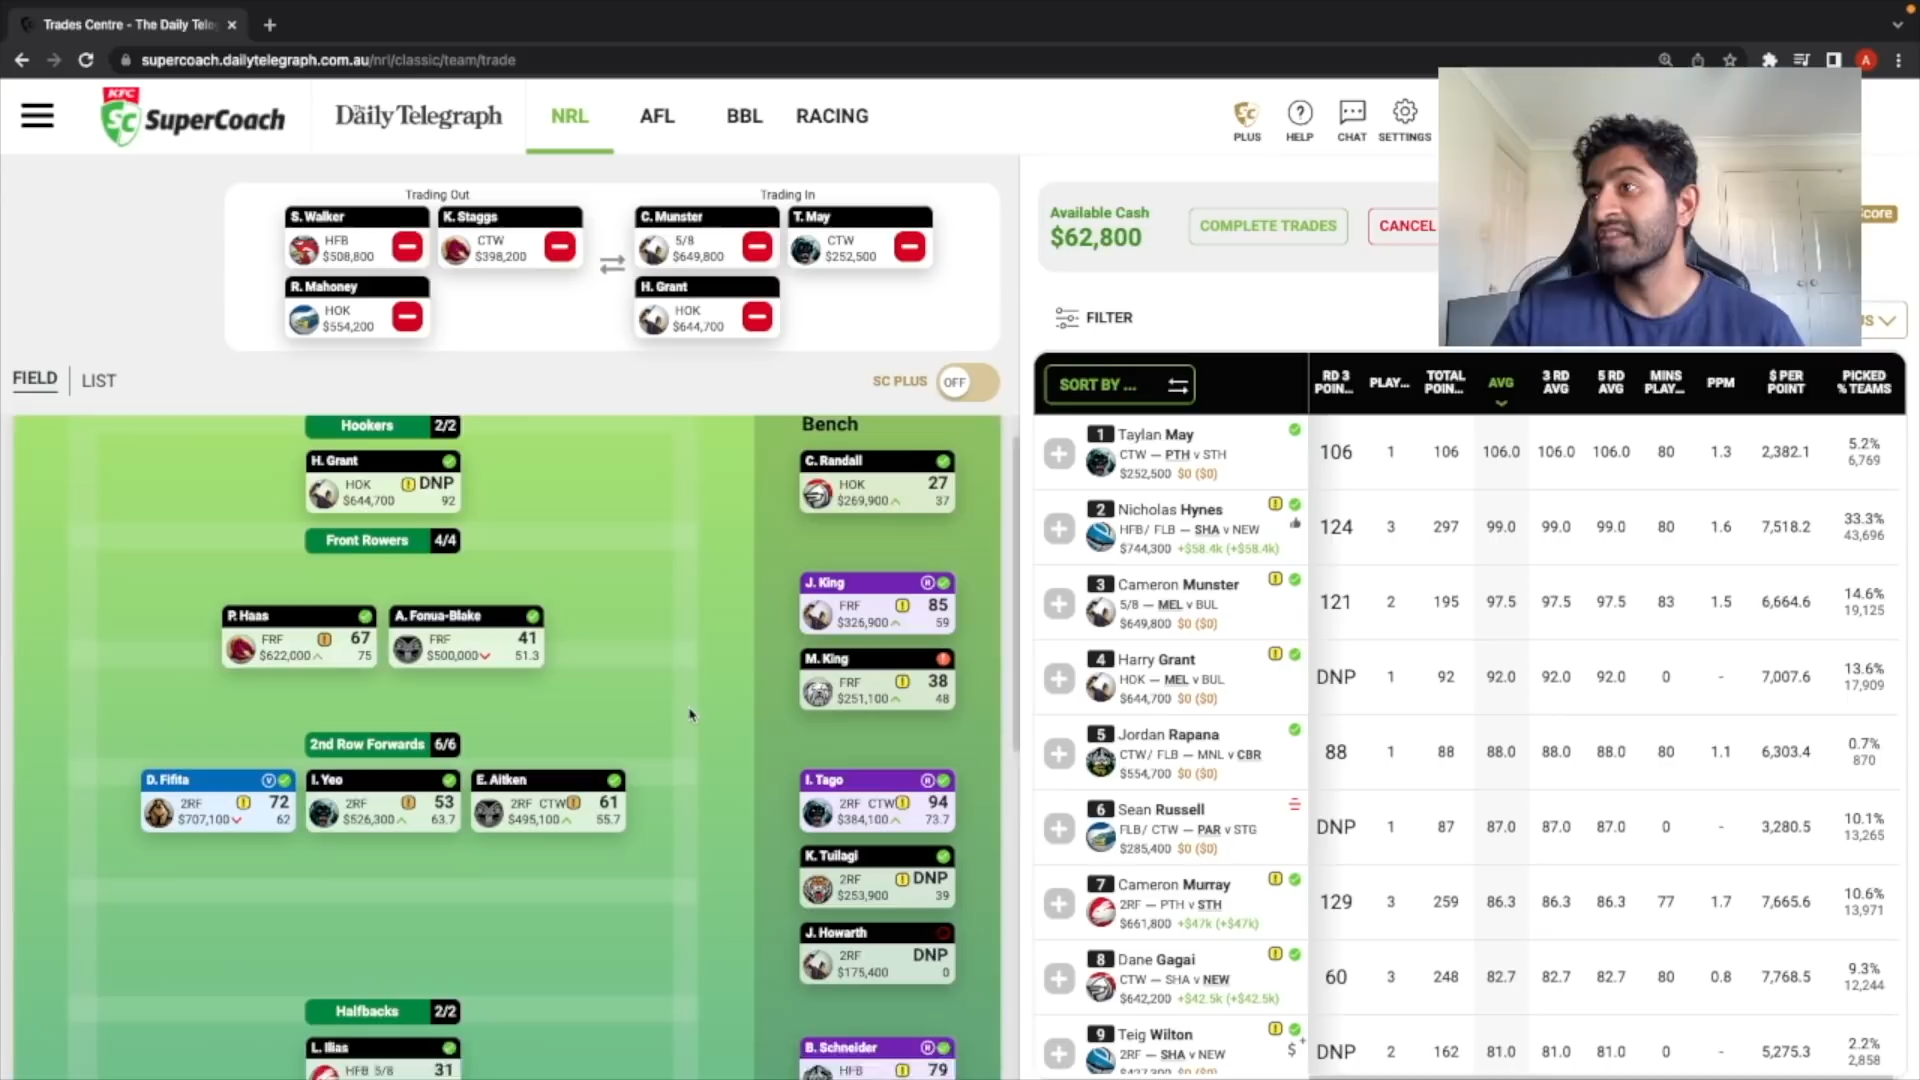 Trades Centre - The Daily Tele
supercoach.dailytelegraph.com.au/nrl/classic/team/trade
A
KFC
SC SuperCoach
The Daily Telegraph
NRL
AFL
BBL
RACING
SC
PLUS
HELP
CHAT
SETTINGS
Trading Out
Trading In
S. Walker
HFB
$508,800
K. Staggs
CTW
$398,200
C. Munster
5/8
$649,800
T. May
CTW
$252,500
R. Mahoney
HOK
$554,200
H. Grant
HOK
$644,700
Available Cash
$62,800
COMPLETE TRADES
CANCEL
Score
FILTER
FIELD
LIST
SC PLUS
OFF
SORT BY ...
RD 3 POIN...
PLAY...
TOTAL POIN...
AVG
3 RD AVG
5 RD AVG
MINS PLAY...
PPM
$ PER POINT
PICKED % TEAMS
Hookers 2/2
Bench
H. Grant
HOK DNP
$644,700 92
C. Randall
HOK 27
$269,900 37
Front Rowers 4/4
P. Haas
FRF 67
$622,000 75
A. Fonua-Blake
FRF 41
$500,000 51.3
J. King R
FRF 85
$326,900 59
M. King
FRF 38
$251,100 48
2nd Row Forwards 6/6
D. Fifita V
2RF 72
$707,100 62
I. Yeo
2RF 53
$526,300 63.7
E. Aitken
2RF CTW 61
$495,100 55.7
I. Tago R
2RF CTW 94
$384,100 73.7
K. Tuilagi
2RF DNP
$253,900 39
J. Howarth
2RF DNP
$175,400 0
Halfbacks 2/2
L. Ilias
HFB 5/8 31
B. Schneider R
HFB 79
1 Taylan May
CTW — PTH v STH
$252,500 $0 ($0)
106 1 106 106.0 106.0 106.0 80 1.3 2,382.1 5.2%
6,769
2 Nicholas Hynes
HFB/ FLB — SHA v NEW
$744,300 +$58.4k (+$58.4k)
124 3 297 99.0 99.0 99.0 80 1.6 7,518.2 33.3%
43,696
3 Cameron Munster
5/8 — MEL v BUL
$649,800 $0 ($0)
121 2 195 97.5 97.5 97.5 83 1.5 6,664.6 14.6%
19,125
4 Harry Grant
HOK — MEL v BUL
$644,700 $0 ($0)
DNP 1 92 92.0 92.0 92.0 0 - 7,007.6 13.6%
17,909
5 Jordan Rapana
CTW/ FLB — MNL v CBR
$554,700 $0 ($0)
88 1 88 88.0 88.0 88.0 80 1.1 6,303.4 0.7%
870
6 Sean Russell
FLB/ CTW — PAR v STG
$285,400 $0 ($0)
DNP 1 87 87.0 87.0 87.0 0 - 3,280.5 10.1%
13,265
7 Cameron Murray
2RF — PTH v STH
$661,800 +$47k (+$47k)
129 3 259 86.3 86.3 86.3 77 1.7 7,665.6 10.6%
13,971
8 Dane Gagai
CTW — SHA v NEW
$642,200 +$42.5k (+$42.5k)
60 3 248 82.7 82.7 82.7 80 0.8 7,768.5 9.3%
12,244
9 Teig Wilton
2RF — SHA v NEW
DNP 2 162 81.0 81.0 81.0 0 - 5,275.3 2.2%
2,858